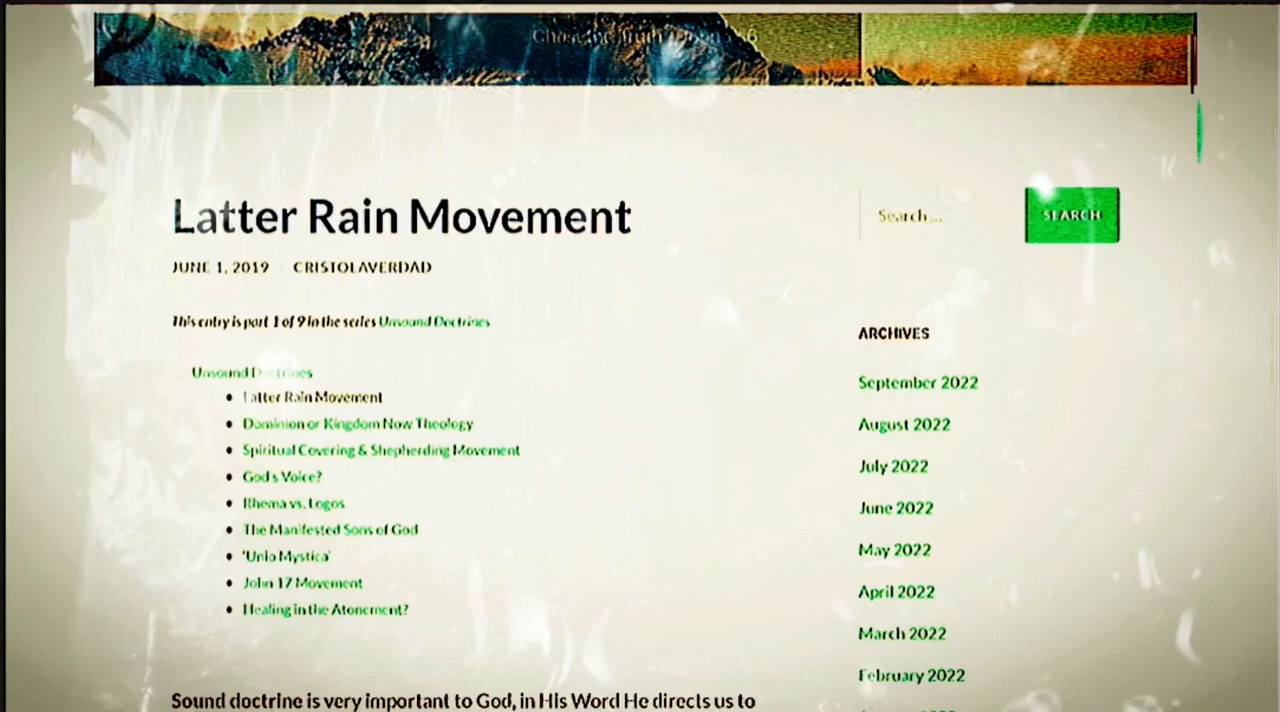 Latter Rain Movement
JUNE 1, 2019 CRISTOLAVERDAD
This entry is part 1 of 9 in the series Unsound Doctrines
Unsound Doctrines
Latter Rain Movement
Dominion or Kingdom Now Theology
Spiritual Covering & Shepherding Movement
God's Voice?
Rhema vs. Logos
The Manifested Sons of God
'Unio Mystica'
John 17 Movement
Healing in the Atonement?
Sound doctrine is very important to God, in His Word He directs us to
Search ...
SEARCH
ARCHIVES
September 2022
August 2022
July 2022
June 2022
May 2022
April 2022
March 2022
February 2022